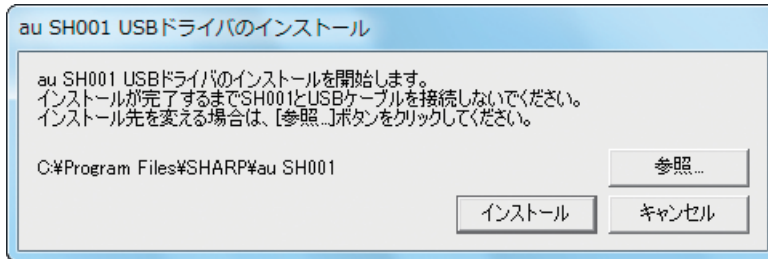 au SH001 USBドライバのインストール
au SH001 USBドライバのインストールを開始します。
インストールが完了するまでSH001とUSBケーブルを接続しないでください。
インストール先を変える場合は、[参照...]ボタンをクリックしてください。
C:¥Program Files¥SHARP¥au SH001
参照...
インストール
キャンセル